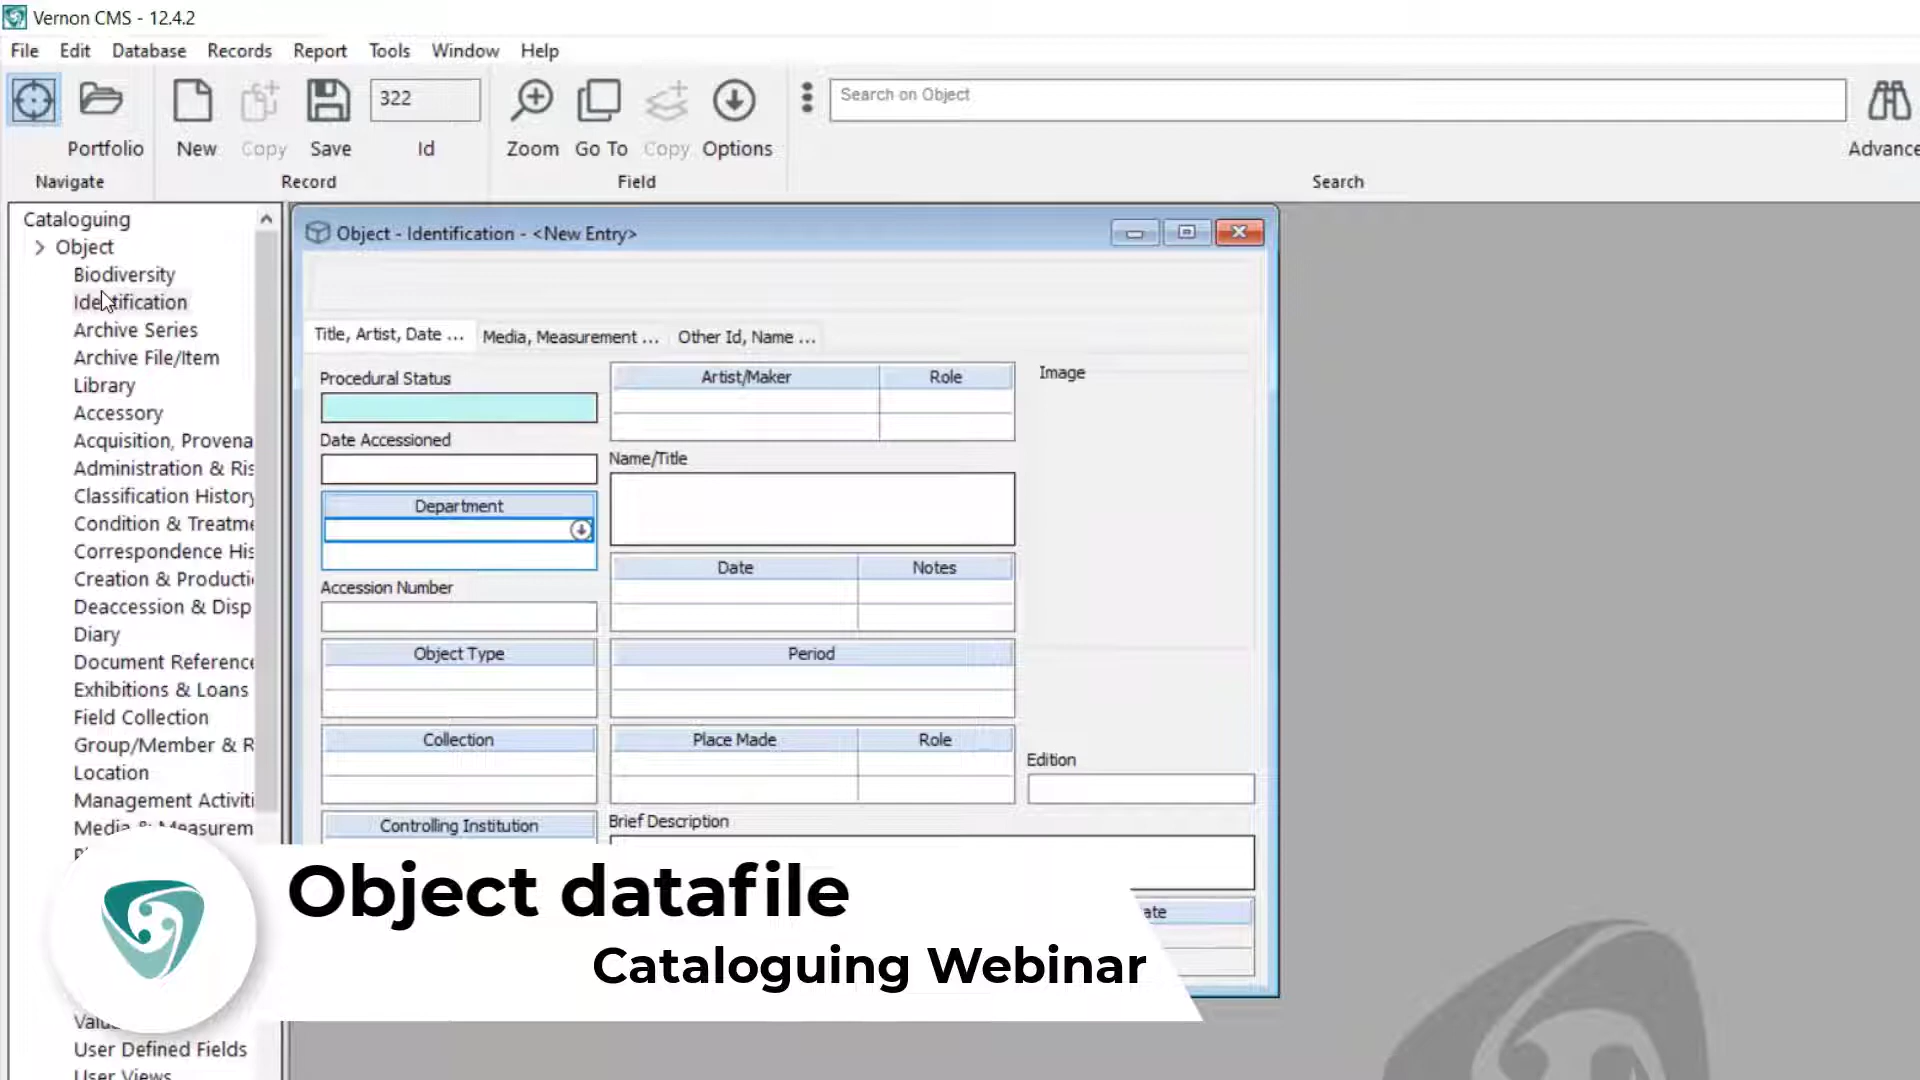 Vernon CMS - 12.4.2
File Edit Database Records Report Tools Window Help
322
Search on Object
Portfolio New Copy Save Id Zoom Go To Copy Options Advance
Navigate Record Field Search
Cataloguing
Object
Biodiversity
Identification
Archive Series
Archive File/Item
Library
Accessory
Acquisition, Provena
Administration & Ris
Classification History
Condition & Treatme
Correspondence His
Creation & Producti
Deaccession & Disp
Diary
Document Reference
Exhibitions & Loans
Field Collection
Group/Member & R
Location
Management Activiti
Media & Measurem
User Defined Fields
User Views
Object - Identification - <New Entry>
Title, Artist, Date ... Media, Measurement ... Other Id, Name ...
Procedural Status
Date Accessioned
Department
Accession Number
Object Type
Collection
Controlling Institution
Artist/Maker Role
Name/Title
Date Notes
Period
Place Made Role
Brief Description
Image
Edition
ate
Object datafile
Cataloguing Webinar